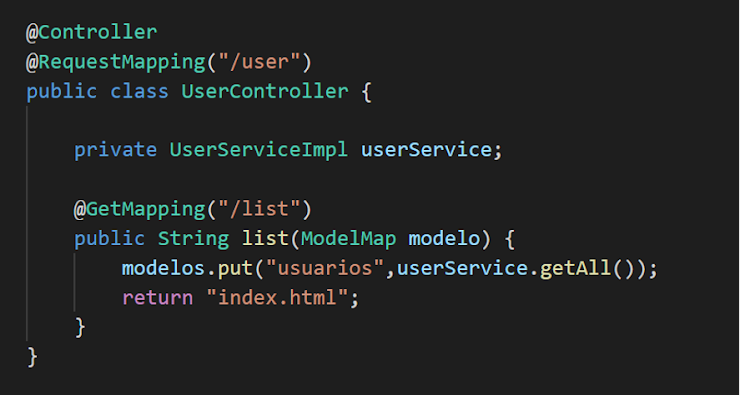 @Controller
@RequestMapping("/user")
public class UserController {
private UserServiceImpl userService;
@GetMapping("/list")
public String list(ModelMap modelo) {
modelos.put("usuarios",userService.getAll());
return "index.html";
}
}